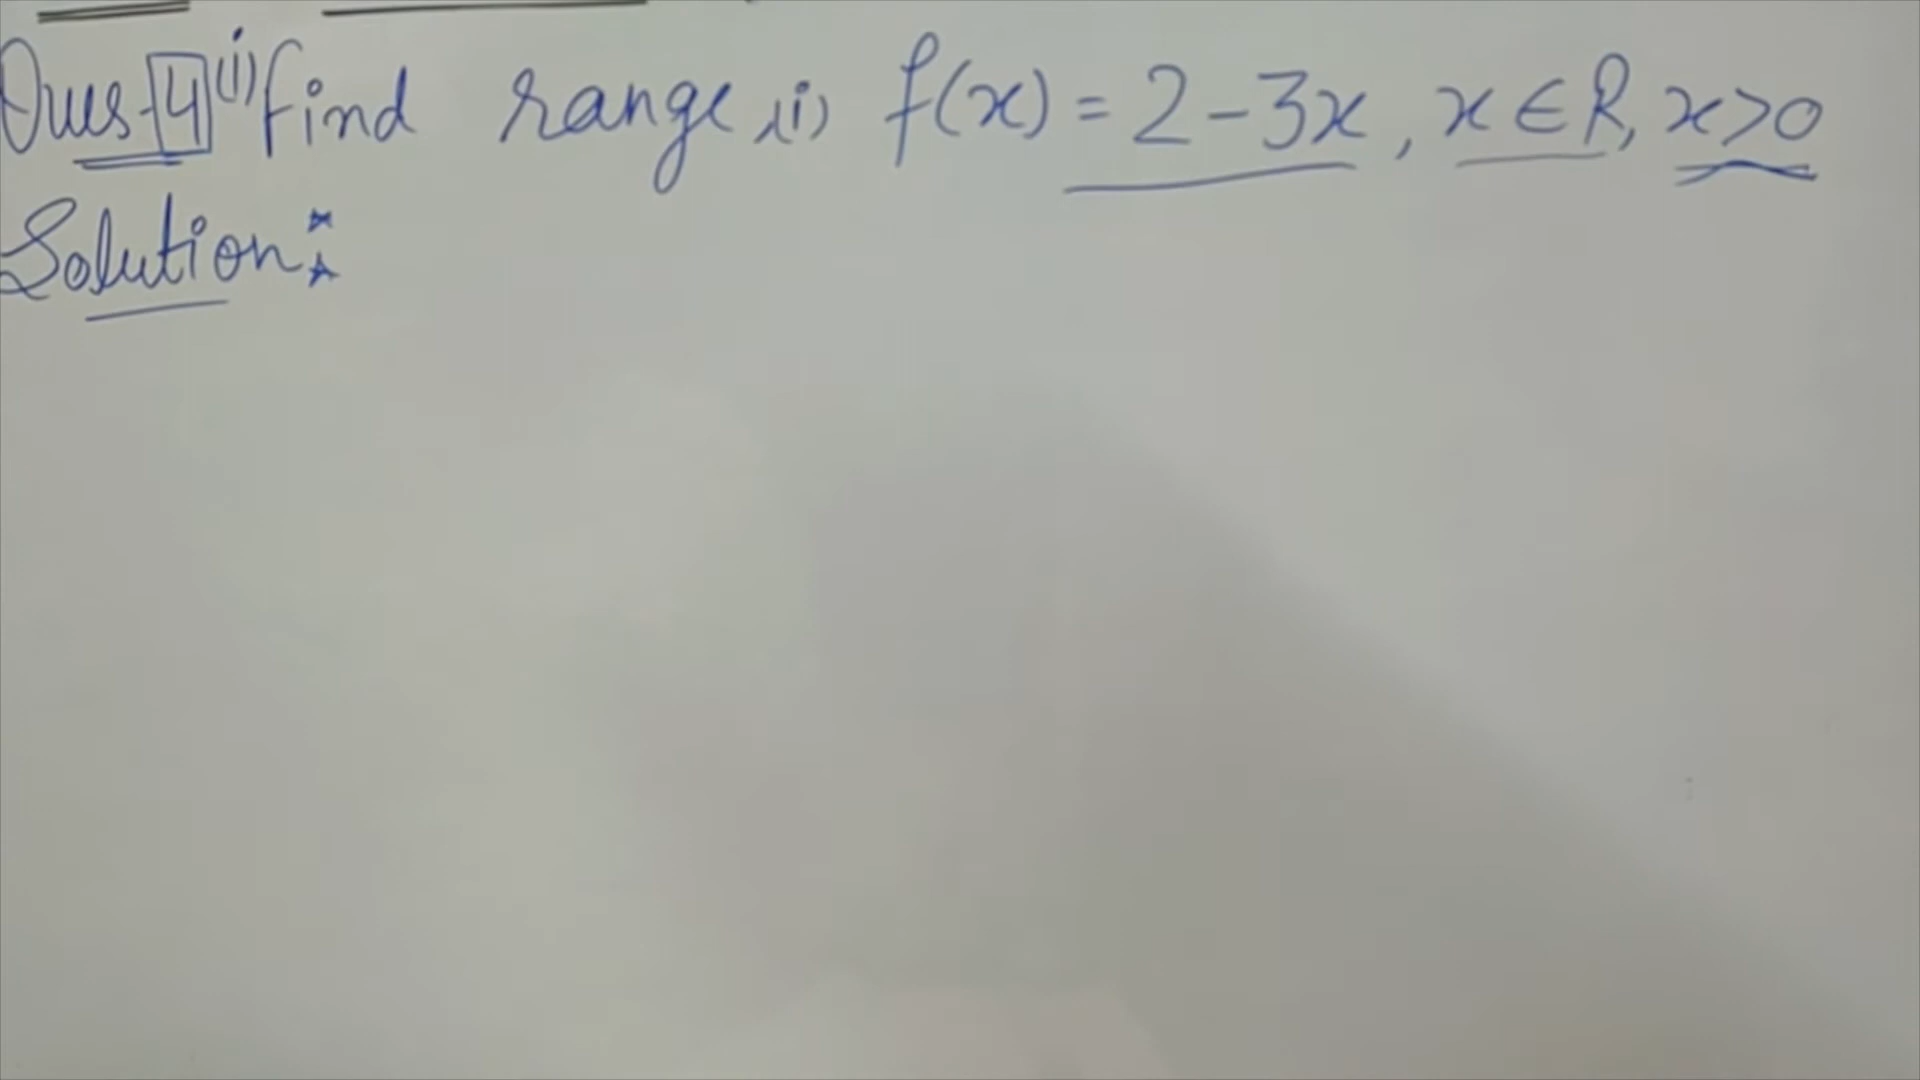 Ques-4 (i) Find range (i) f(x) = 2-3x, x ∈ R, x>0
Solution: